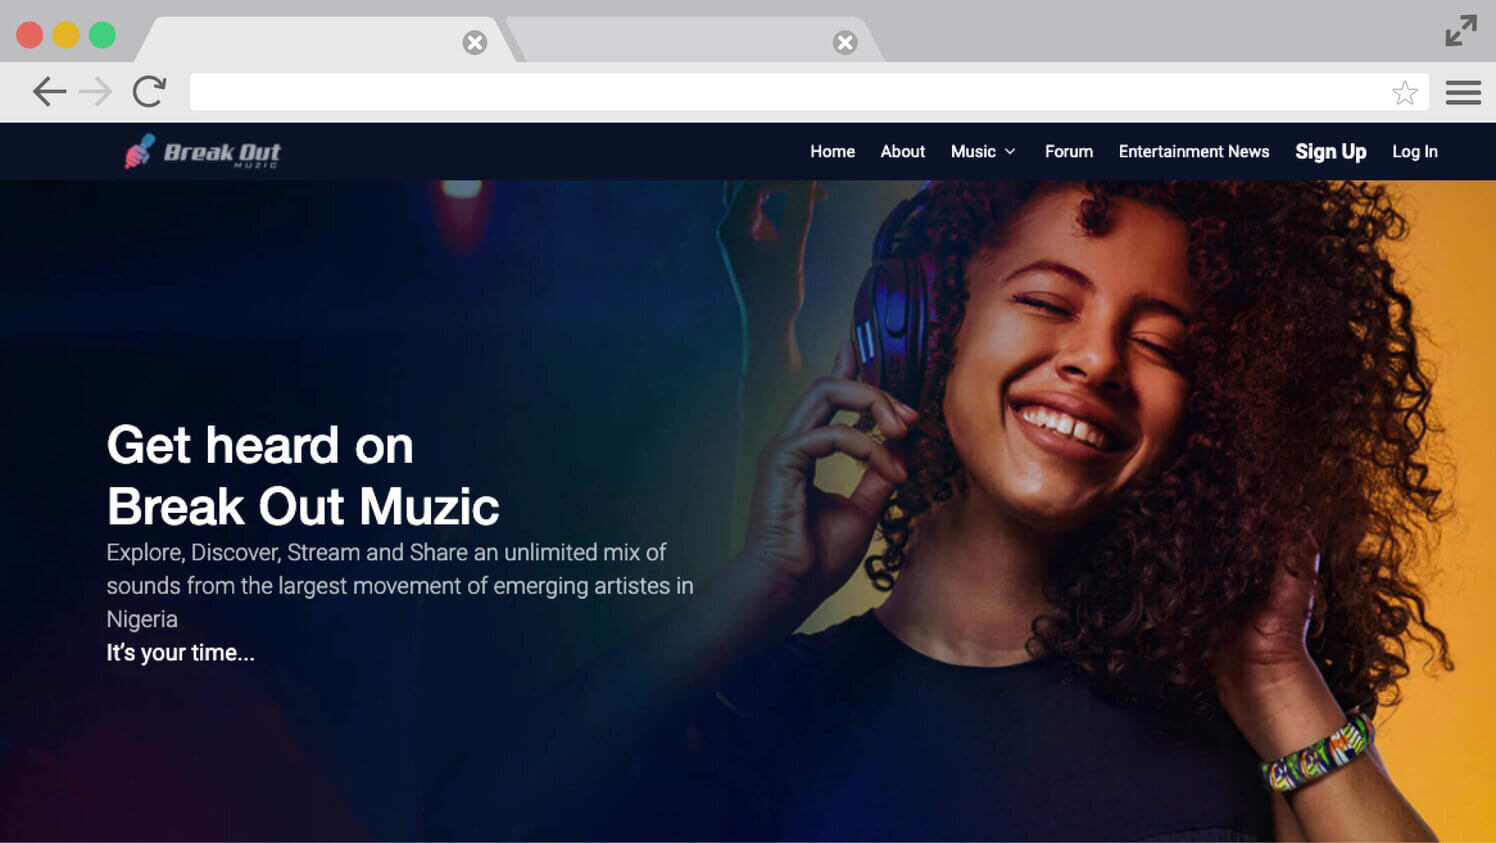 Break Out
MUZIC
Home About Music Forum Entertainment News Sign Up Log In
Get heard on
Break Out Muzic
Explore, Discover, Stream and Share an unlimited mix of
sounds from the largest movement of emerging artistes in
Nigeria
It's your time...